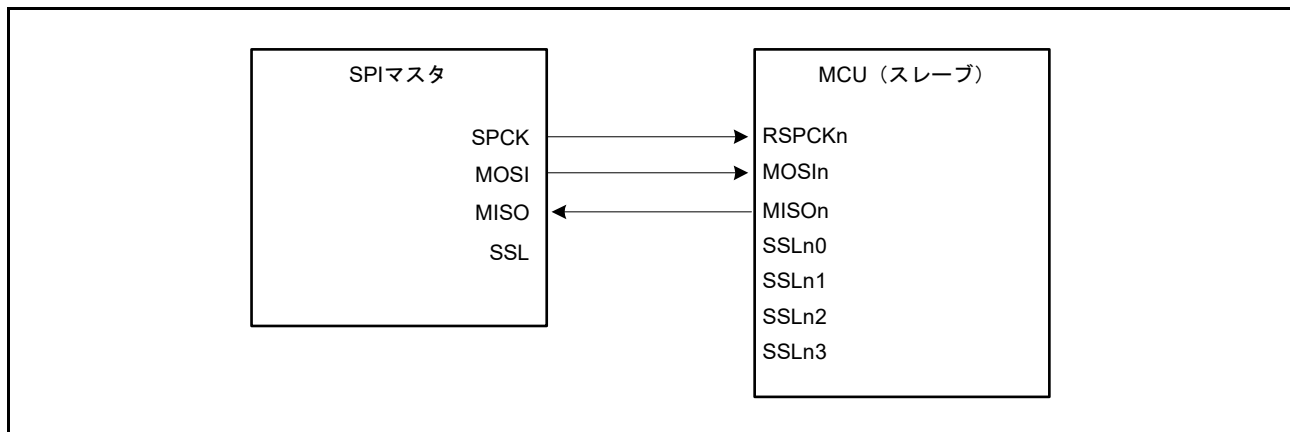 SPIマスタ
SPCK
MOSI
MISO
SSL
MCU（スレーブ）
RSPCKn
MOSIn
MISOn
SSLn0
SSLn1
SSLn2
SSLn3